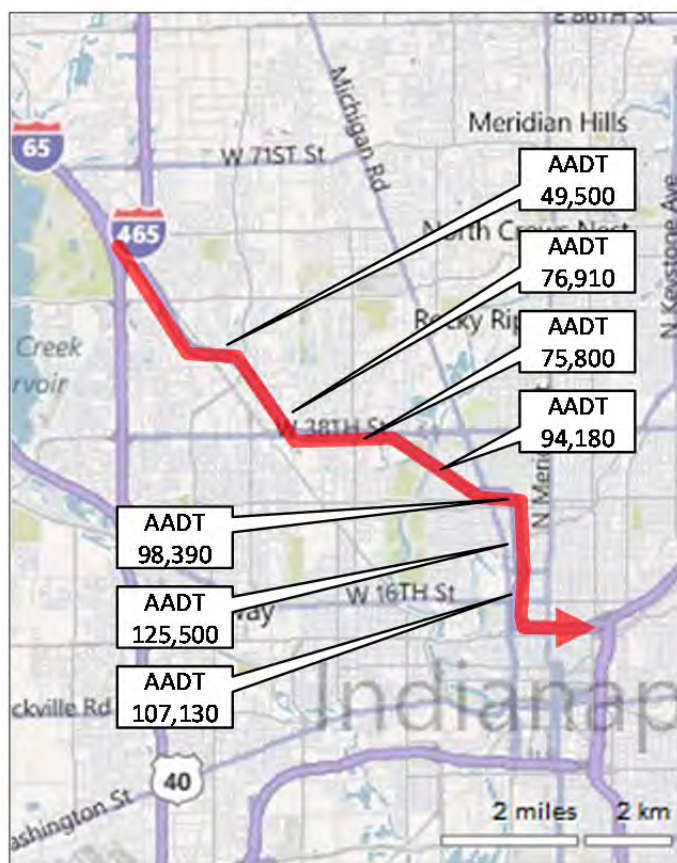 E 86TH St
Meridian Hills
65
W 71ST St
Michigan Rd
AADT
49,500
465
North Crows Nest
AADT
76,910
N Keystone Ave
Rocky Rip
AADT
75,800
Creek
rvoir
W 38TH St
AADT
94,180
N Meri
AADT
98,390
AADT
125,500
W 16TH St
way
AADT
107,130
ckville Rd
Indianap
40
ashington St
2 miles
2 km